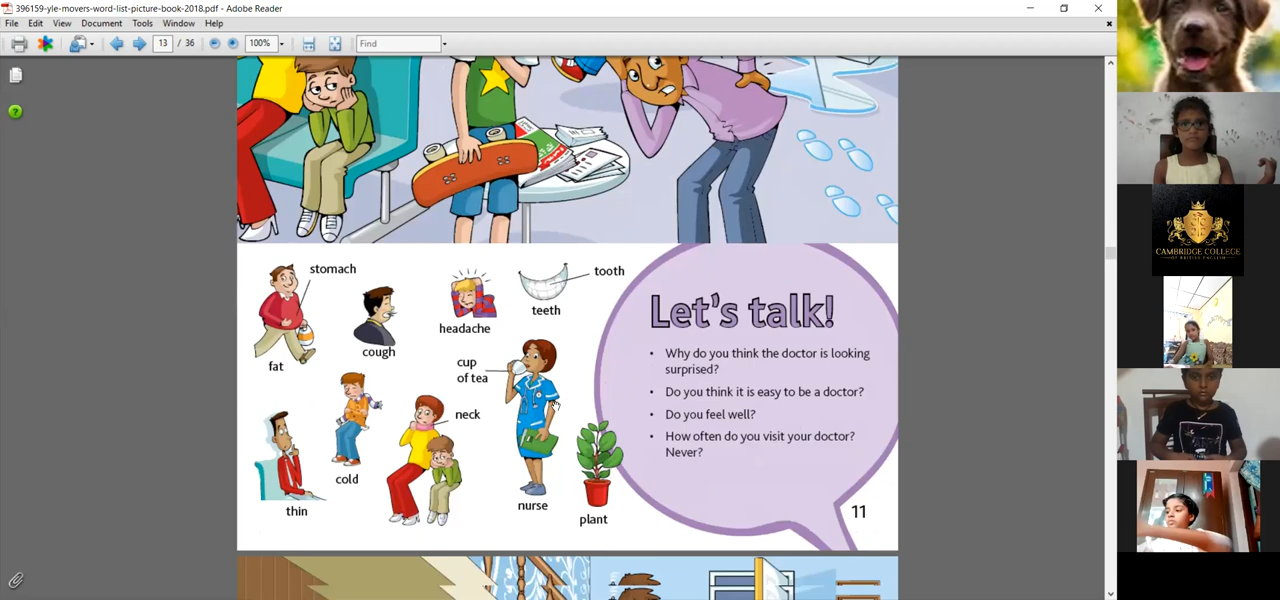 396159-yle-movers-word-list-picture-book-2018.pdf - Adobe Reader
File Edit View Document Tools Window Help
13 / 36 100% Find
stomach
tooth
teeth
headache
cough
fat
cup
of tea
neck
cold
thin
nurse
plant
Let's talk!
• Why do you think the doctor is looking
surprised?
• Do you think it is easy to be a doctor?
• Do you feel well?
• How often do you visit your doctor?
Never?
11
CAMBRIDGE COLLEGE
OF BRITISH ENGLISH